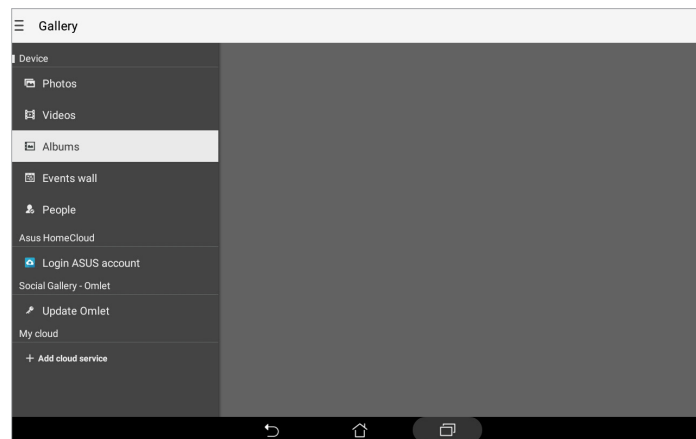 Gallery
Device
Photos
Videos
Albums
Events wall
People
Asus HomeCloud
Login ASUS account
Social Gallery - Omlet
Update Omlet
My cloud
+ Add cloud service